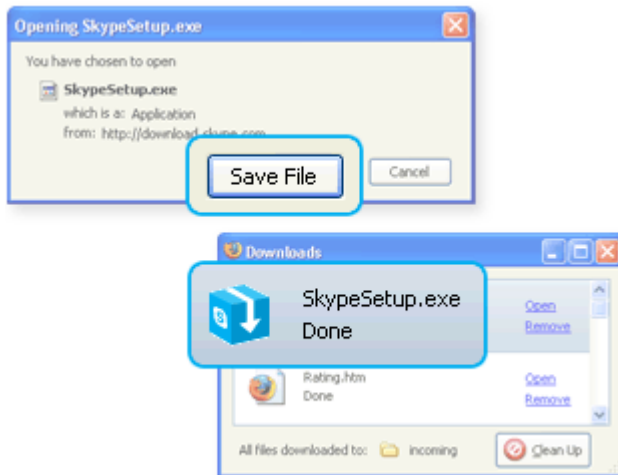 Opening SkypeSetup.exe
You have chosen to open
SkypeSetup.exe
which is a: Application
from: http://download.skype.com
Save File
Cancel
Downloads
SkypeSetup.exe
Done
Open
Remove
Rating.htm
Done
Open
Remove
All files downloaded to: incoming
Clean Up